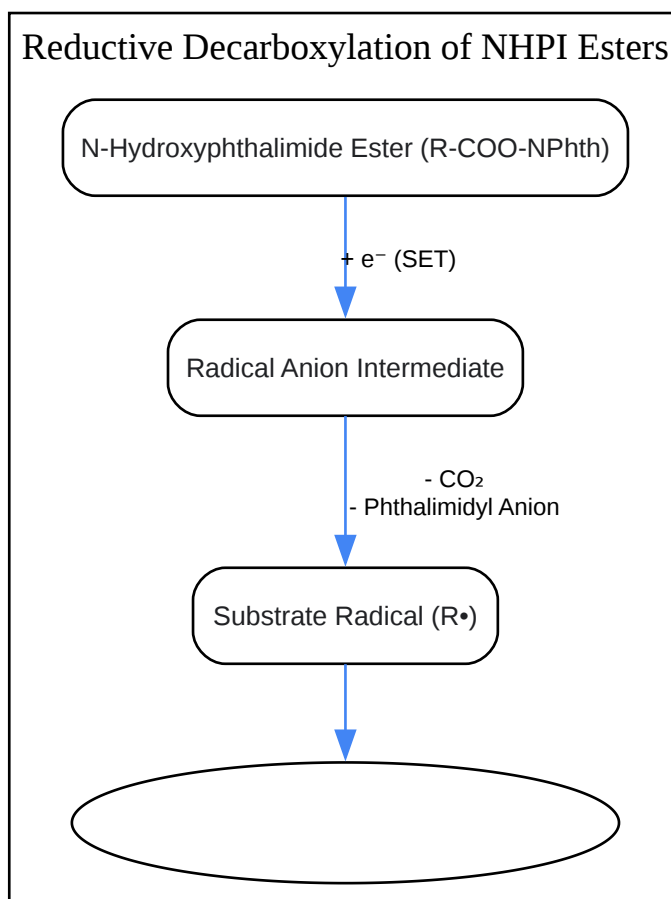 Reductive Decarboxylation of NHPI Esters
N-Hydroxyphthalimide Ester (R-COO-NPhth)
+ e⁻ (SET)
Radical Anion Intermediate
- CO₂
- Phthalimidyl Anion
Substrate Radical (R•)